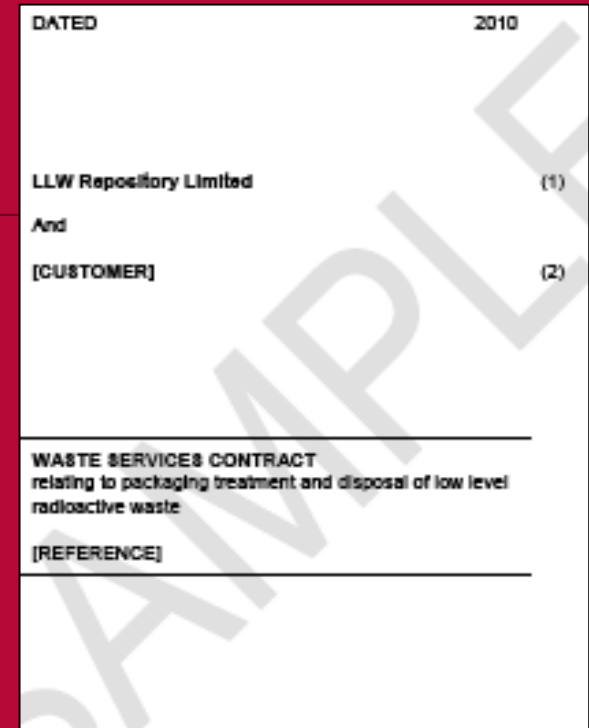 DATED 2010
LLW Repository Limited (1)
And
[CUSTOMER] (2)
WASTE SERVICES CONTRACT
relating to packaging treatment and disposal of low level
radioactive waste
[REFERENCE]
SAMPLE